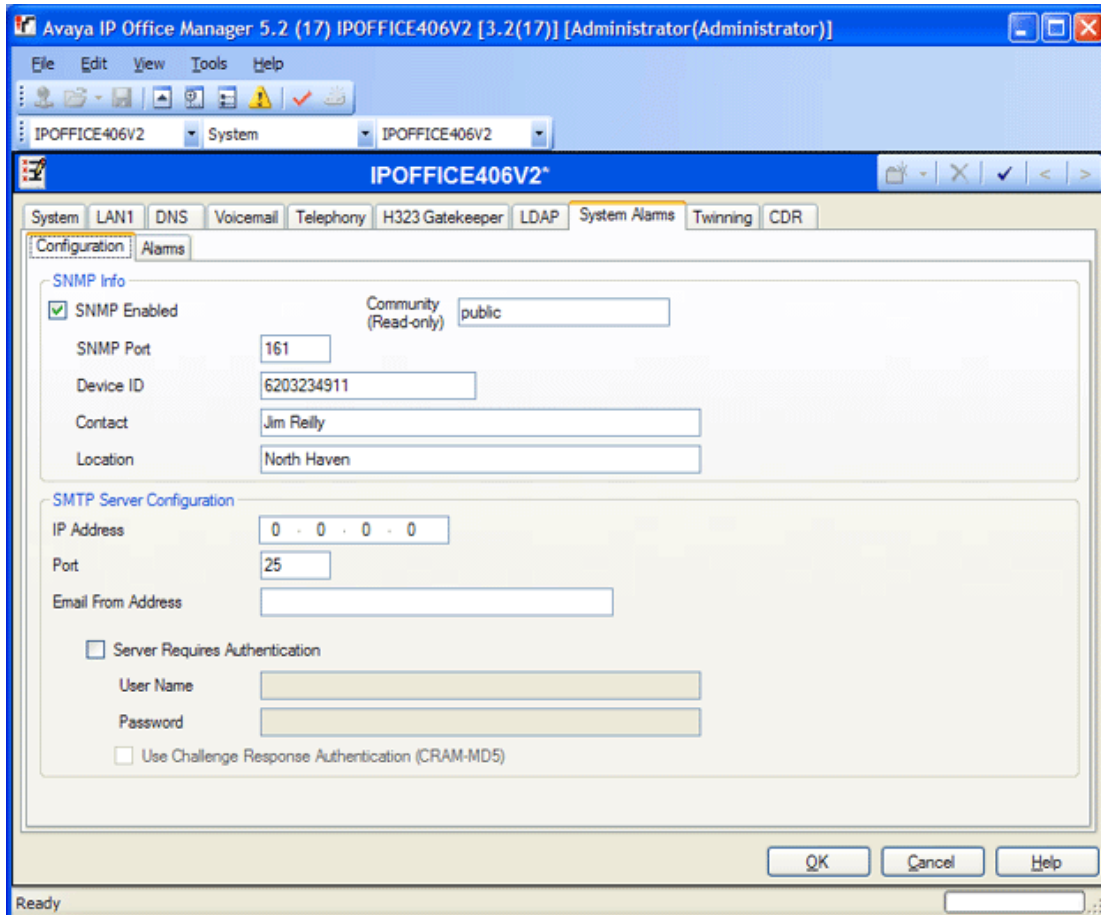 Avaya IP Office Manager 5.2 (17) IPOFFICE406V2 [3.2(17)] [Administrator(Administrator)]
File Edit View Tools Help
IPOFFICE406V2 System IPOFFICE406V2
IPOFFICE406V2*
System LAN1 DNS Voicemail Telephony H323 Gatekeeper LDAP System Alarms Twinning CDR
Configuration Alarms
SNMP Info
SNMP Enabled Community (Read-only) public
SNMP Port 161
Device ID 6203234911
Contact Jim Reilly
Location North Haven
SMTP Server Configuration
IP Address 0 . 0 . 0 . 0
Port 25
Email From Address
Server Requires Authentication
User Name
Password
Use Challenge Response Authentication (CRAM-MD5)
OK Cancel Help
Ready